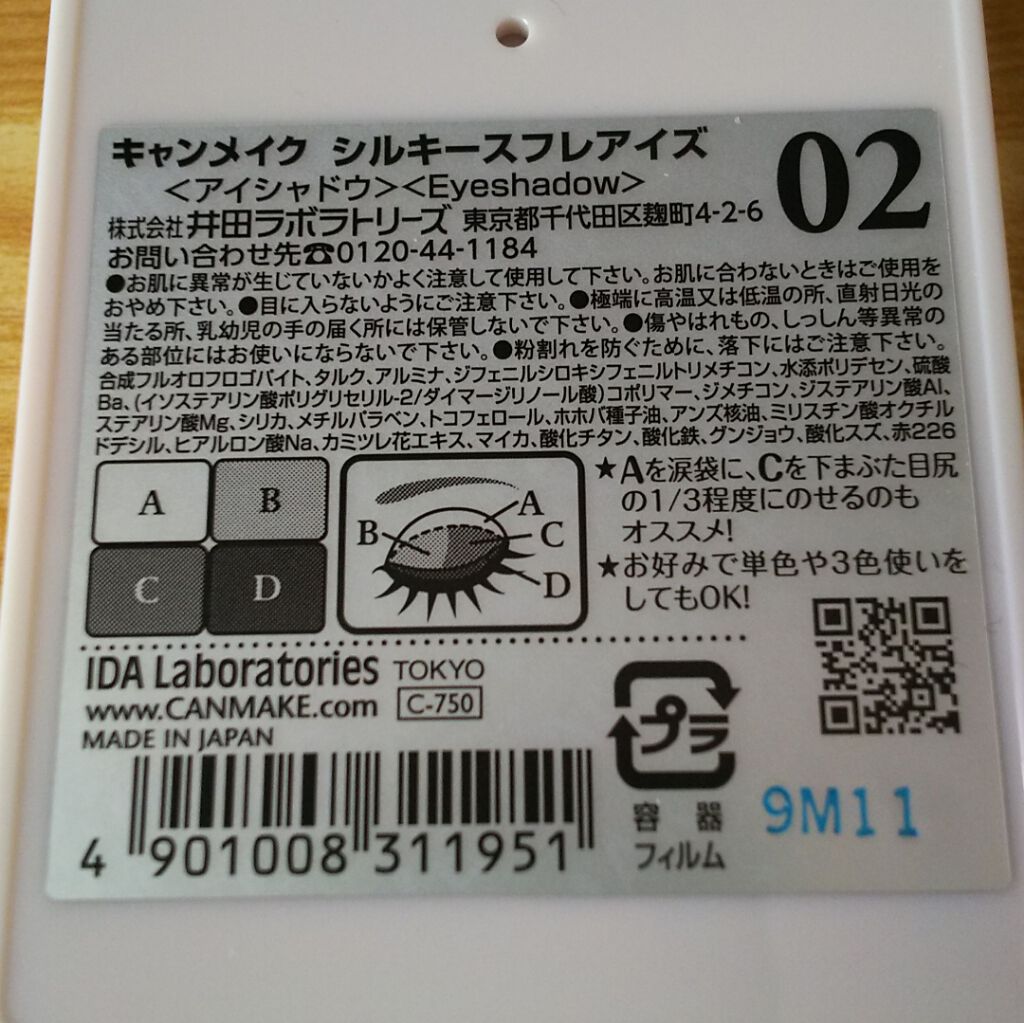 キャンメイク シルキースフレアイズ
02
<アイシャドウ><Eyeshadow>
株式会社 井田ラボラトリーズ 東京都千代田区麹町4-2-6
お問い合わせ先☎0120-44-1184
●お肌に異常が生じていないかよく注意して使用して下さい。お肌に合わないときはご使用を
おやめ下さい。●目に入らないようにご注意下さい。●極端に高温又は低温の所、直射日光の
当たる所、乳幼児の手の届く所には保管しないで下さい。●傷やはれもの、しっしん等異常の
ある部位にはお使いにならないで下さい。●粉割れを防ぐために、落下にはご注意下さい。
合成フルオロフロゴパイト、タルク、アルミナ、ジフェニルシロキシフェニルトリメチコン、水添ポリデセン、硫酸
Ba、(イソステアリン酸ポリグリセリル-2/ダイマージリノール酸)コポリマー、ジメチコン、ジステアリン酸Al、
ステアリン酸Mg、シリカ、メチルパラベン、トコフェロール、ホホバ種子油、アンズ核油、ミリスチン酸オクチル
ドデシル、ヒアルロン酸Na、カミツレ花エキス、マイカ、酸化チタン、酸化鉄、グンジョウ、酸化スズ、赤226
A
B
C
D
A
B
C
D
★Aを涙袋に、Cを下まぶた目尻
の1/3程度にのせるのも
オススメ!
★お好みで単色や3色使いを
してもOK!
IDA Laboratories TOKYO
www.CANMAKE.com C-750
MADE IN JAPAN
プラ
容器
フィルム
9M11
4 901008 311951